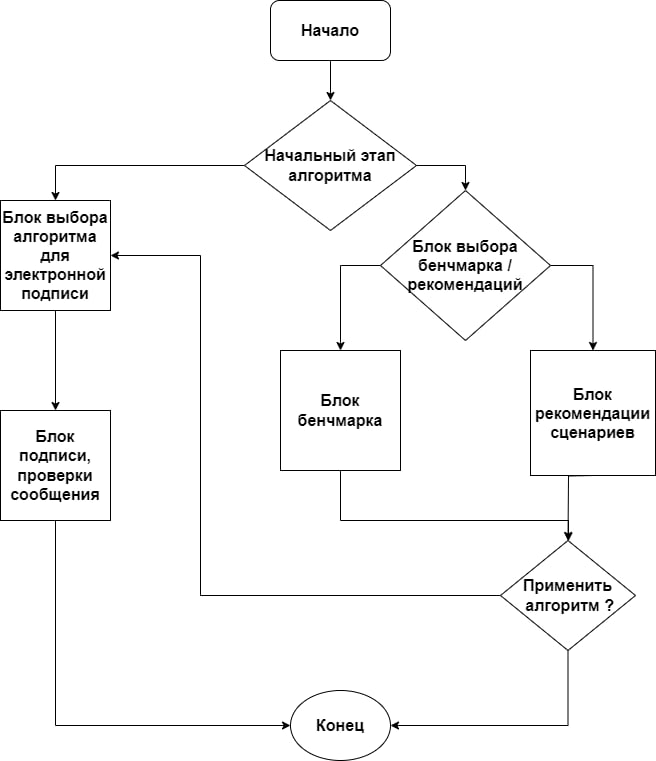 Начало
Начальный этап
алгоритма
Блок выбора
алгоритма
для
электронной
подписи
Блок выбора
бенчмарка /
рекомендаций
Блок
бенчмарка
Блок
рекомендации
сценариев
Блок
подписи,
проверки
сообщения
Применить
алгоритм ?
Конец